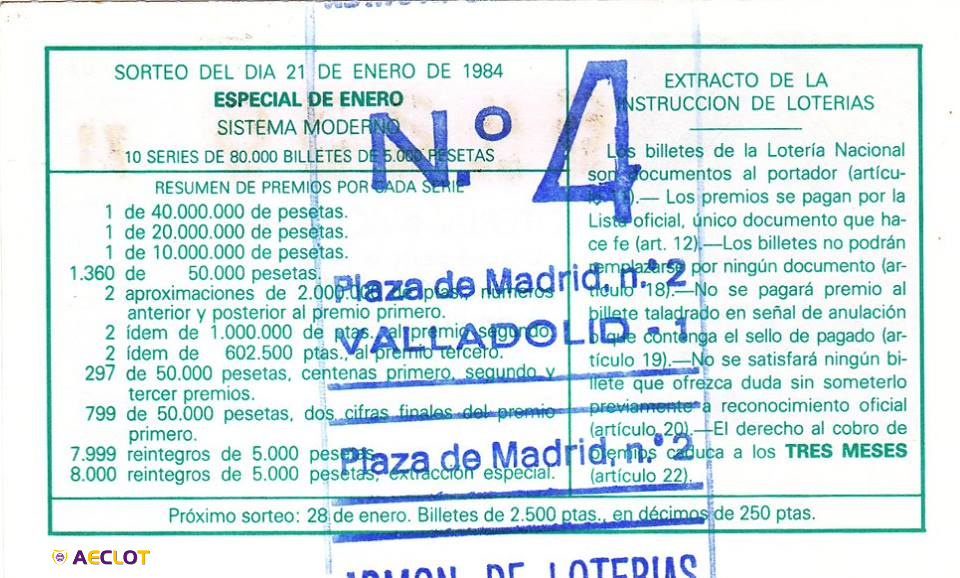 SORTEO DEL DIA 21 DE ENERO DE 1984
ESPECIAL DE ENERO
SISTEMA MODERNO
10 SERIES DE 80.000 BILLETES DE 5.000 PESETAS
RESUMEN DE PREMIOS POR CADA SERIE
1 de 40.000.000 de pesetas.
1 de 20.000.000 de pesetas.
1 de 10.000.000 de pesetas.
1.360 de 50.000 pesetas.
2 aproximaciones de 2.000.000 de ptas., números
anterior y posterior al premio primero.
2 ídem de 1.000.000 de ptas., al premio segundo.
2 ídem de 602.500 ptas., al premio tercero.
297 de 50.000 pesetas, centenas primero, segundo y
tercer premios.
799 de 50.000 pesetas, dos cifras finales del premio
primero.
7.999 reintegros de 5.000 pesetas.
8.000 reintegros de 5.000 pesetas, extracción especial.
EXTRACTO DE LA
INSTRUCCION DE LOTERIAS
Los billetes de la Lotería Nacional
son documentos al portador (artícu-
).— Los premios se pagan por la
Lista oficial, único documento que ha-
ce fe (art. 12).—Los billetes no podrán
remplazarse por ningún documento (ar-
tículo 18).—No se pagará premio al
billete taladrado en señal de anulación
o que contenga el sello de pagado (ar-
tículo 19).—No se satisfará ningún bi-
llete que ofrezca duda sin someterlo
previamente a reconocimiento oficial
(artículo 20).—El derecho al cobro de
premios caduca a los TRES MESES
(artículo 22).
Próximo sorteo: 28 de enero. Billetes de 2.500 ptas., en décimos de 250 ptas.
N.º 4
Plaza de Madrid, n.º 2
VALLADOLID - 1
Plaza de Madrid, n.º 2
DE LOTERIAS
AECLOT